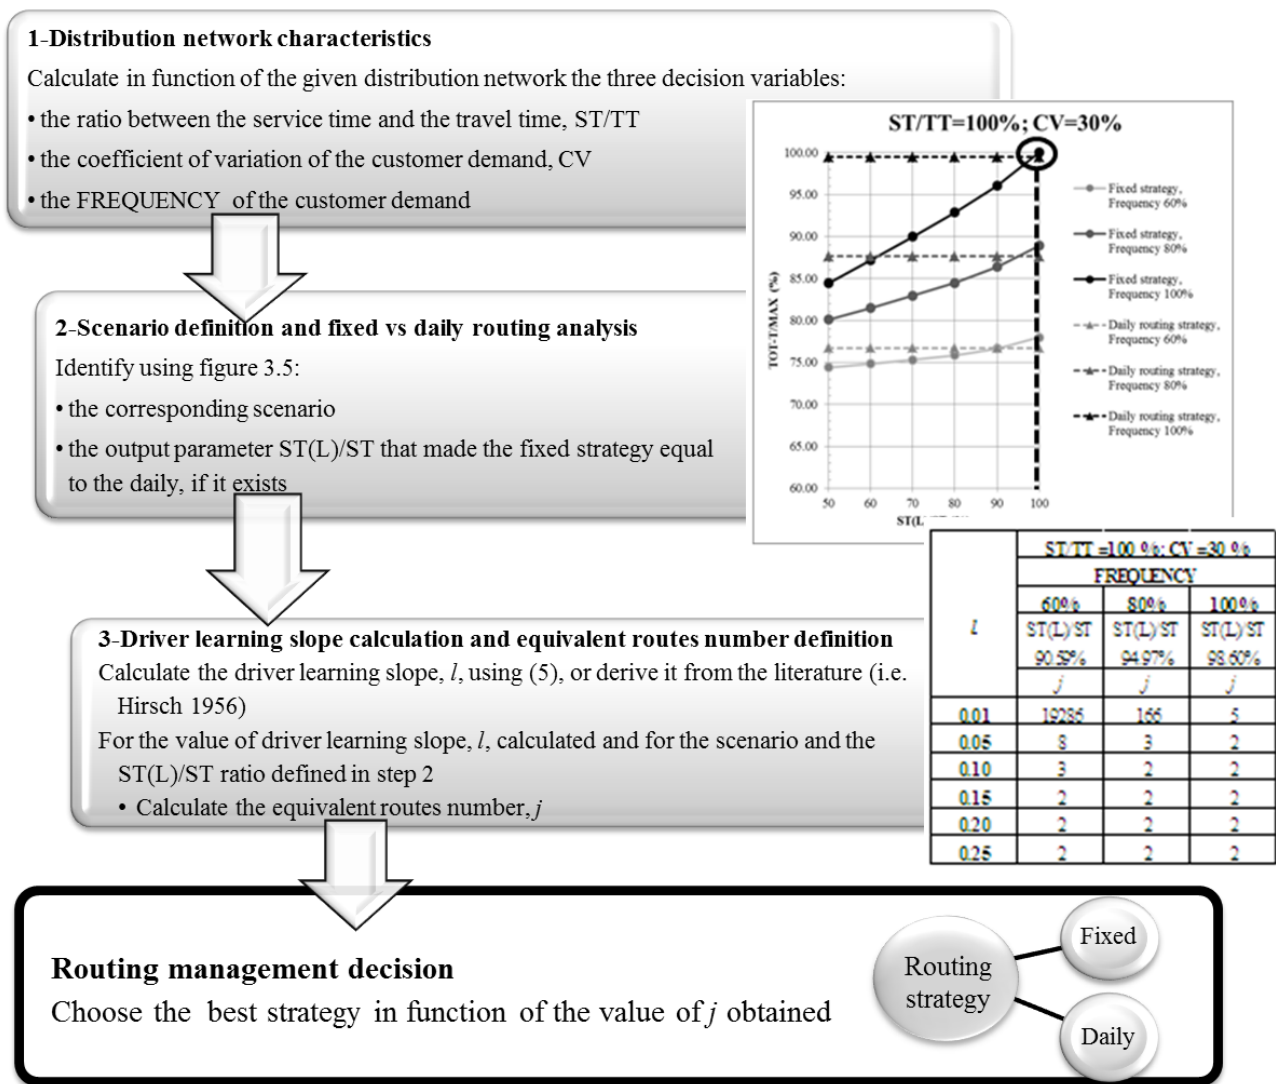 1-Distribution network characteristics
Calculate in function of the given distribution network the three decision variables:
• the ratio between the service time and the travel time, ST/TT
• the coefficient of variation of the customer demand, CV
• the FREQUENCY of the customer demand
ST/TT=100%; CV=30%
100.00
95.00
90.00
85.00
80.00
75.00
70.00
65.00
60.00
TOT-T/MAX (%)
50 60 70 80 90 100
ST(L
Fixed strategy,
Frequency 60%
Fixed strategy,
Frequency 80%
Fixed strategy,
Frequency 100%
Daily routing strategy,
Frequency 60%
Daily routing strategy,
Frequency 80%
Daily routing strategy,
Frequency 100%
2-Scenario definition and fixed vs daily routing analysis
Identify using figure 3.5:
• the corresponding scenario
• the output parameter ST(L)/ST that made the fixed strategy equal
to the daily, if it exists
3-Driver learning slope calculation and equivalent routes number definition
Calculate the driver learning slope, l, using (5), or derive it from the literature (i.e.
Hirsch 1956)
For the value of driver learning slope, l, calculated and for the scenario and the
ST(L)/ST ratio defined in step 2
• Calculate the equivalent routes number, j
ST/TT =100 %; CV =30 %
FREQUENCY
l 60% 80% 100%
ST(L)/ST ST(L)/ST ST(L)/ST
90.59% 94.97% 98.60%
j j j
0.01 19286 166 5
0.05 8 3 2
0.10 3 2 2
0.15 2 2 2
0.20 2 2 2
0.25 2 2 2
Routing management decision
Choose the best strategy in function of the value of j obtained
Routing
strategy
Fixed
Daily